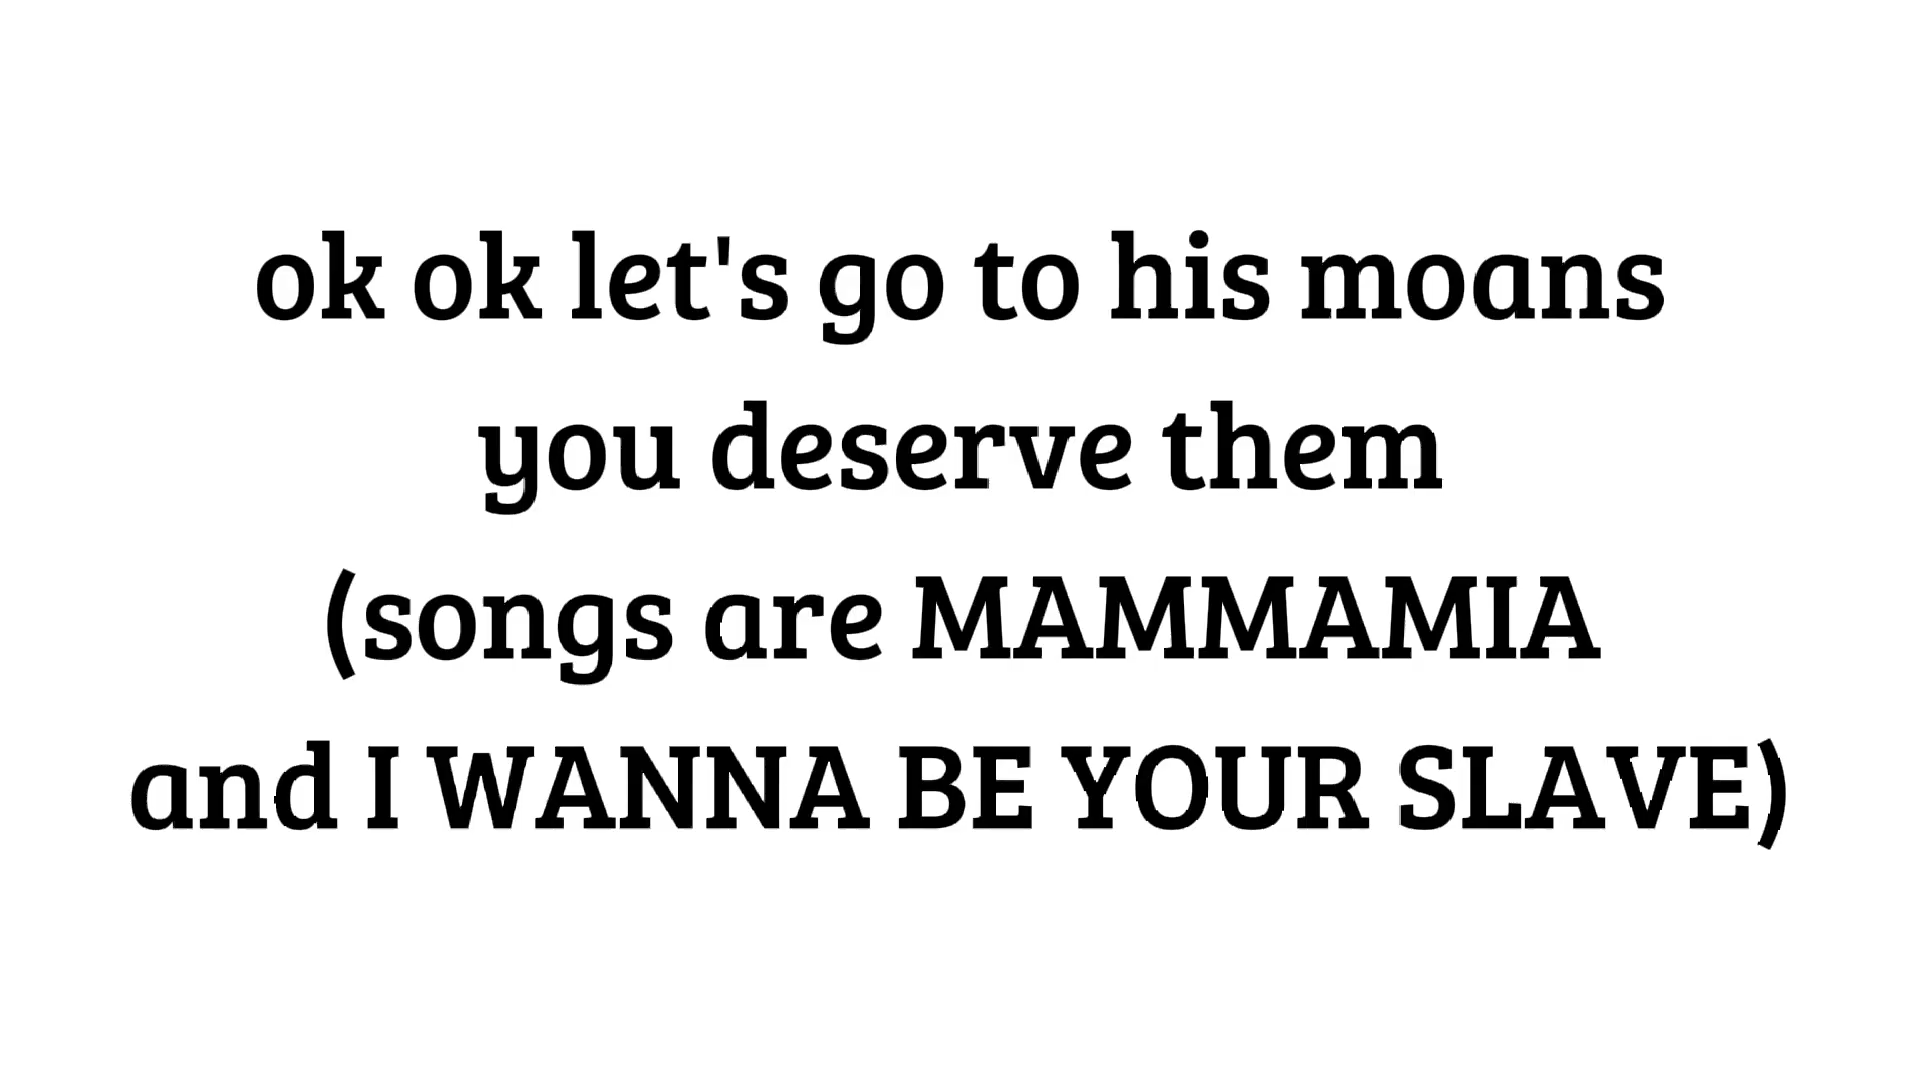 ok ok let's go to his moans
you deserve them
(songs are MAMMAMIA
and I WANNA BE YOUR SLAVE)